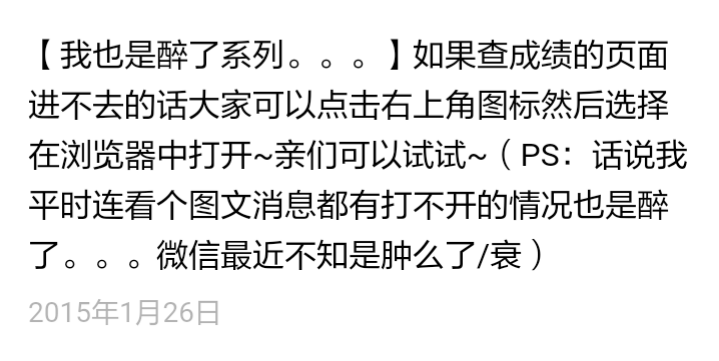 【我也是醉了系列。。。】如果查成绩的页面
进不去的话大家可以点击右上角图标然后选择
在浏览器中打开~亲们可以试试~（PS：话说我
平时连看个图文消息都有打不开的情况也是醉
了。。。微信最近不知是肿么了/衰）
2015年1月26日